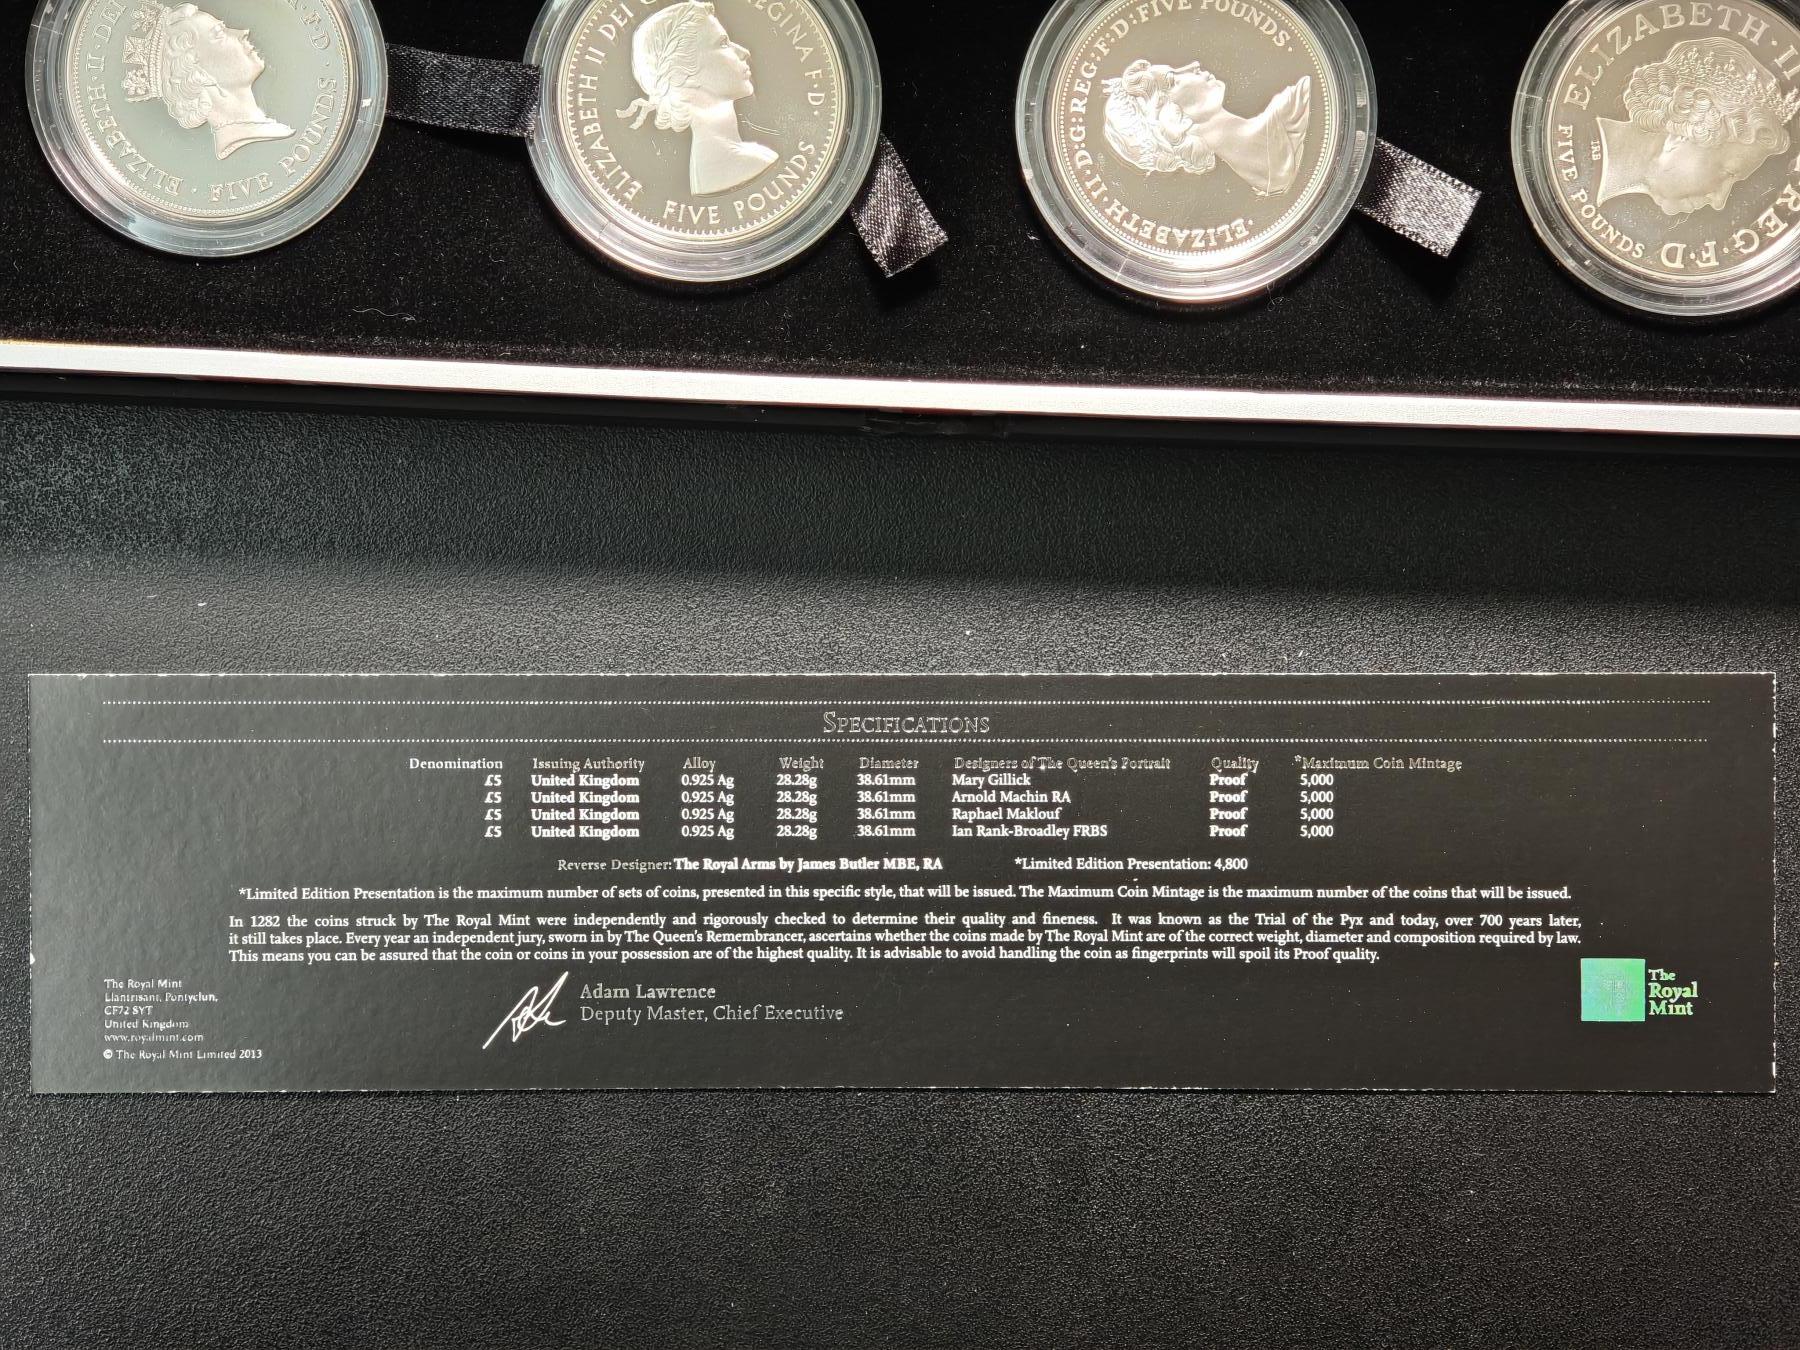 ELIZABETH·II·DEI F·D· FIVE POUNDS
ELIZABETH II DEI REGINA F·D· FIVE POUNDS
ELIZABETH·II·D:G:REG:F:D:FIVE POUNDS·
ELIZABETH·II REG·F·D FIVE POUNDS IRB
SPECIFICATIONS
Denomination Issuing Authority Alloy Weight Diameter Designers of The Queen's Portrait Quality *Maximum Coin Mintage
£5 United Kingdom 0.925 Ag 28.28g 38.61mm Mary Gillick Proof 5,000
£5 United Kingdom 0.925 Ag 28.28g 38.61mm Arnold Machin RA Proof 5,000
£5 United Kingdom 0.925 Ag 28.28g 38.61mm Raphael Maklouf Proof 5,000
£5 United Kingdom 0.925 Ag 28.28g 38.61mm Ian Rank-Broadley FRBS Proof 5,000
Reverse Designer: The Royal Arms by James Butler MBE, RA *Limited Edition Presentation: 4,800
*Limited Edition Presentation is the maximum number of sets of coins, presented in this specific style, that will be issued. The Maximum Coin Mintage is the maximum number of the coins that will be issued.
In 1282 the coins struck by The Royal Mint were independently and rigorously checked to determine their quality and fineness. It was known as the Trial of the Pyx and today, over 700 years later,
it still takes place. Every year an independent jury, sworn in by The Queen's Remembrancer, ascertains whether the coins made by The Royal Mint are of the correct weight, diameter and composition required by law.
This means you can be assured that the coin or coins in your possession are of the highest quality. It is advisable to avoid handling the coin as fingerprints will spoil its Proof quality.
The Royal Mint
Llantrisant, Pontyclun,
CF72 8YT
United Kingdom
www.royalmint.com
© The Royal Mint Limited 2013
Adam Lawrence
Deputy Master, Chief Executive
The
Royal
Mint